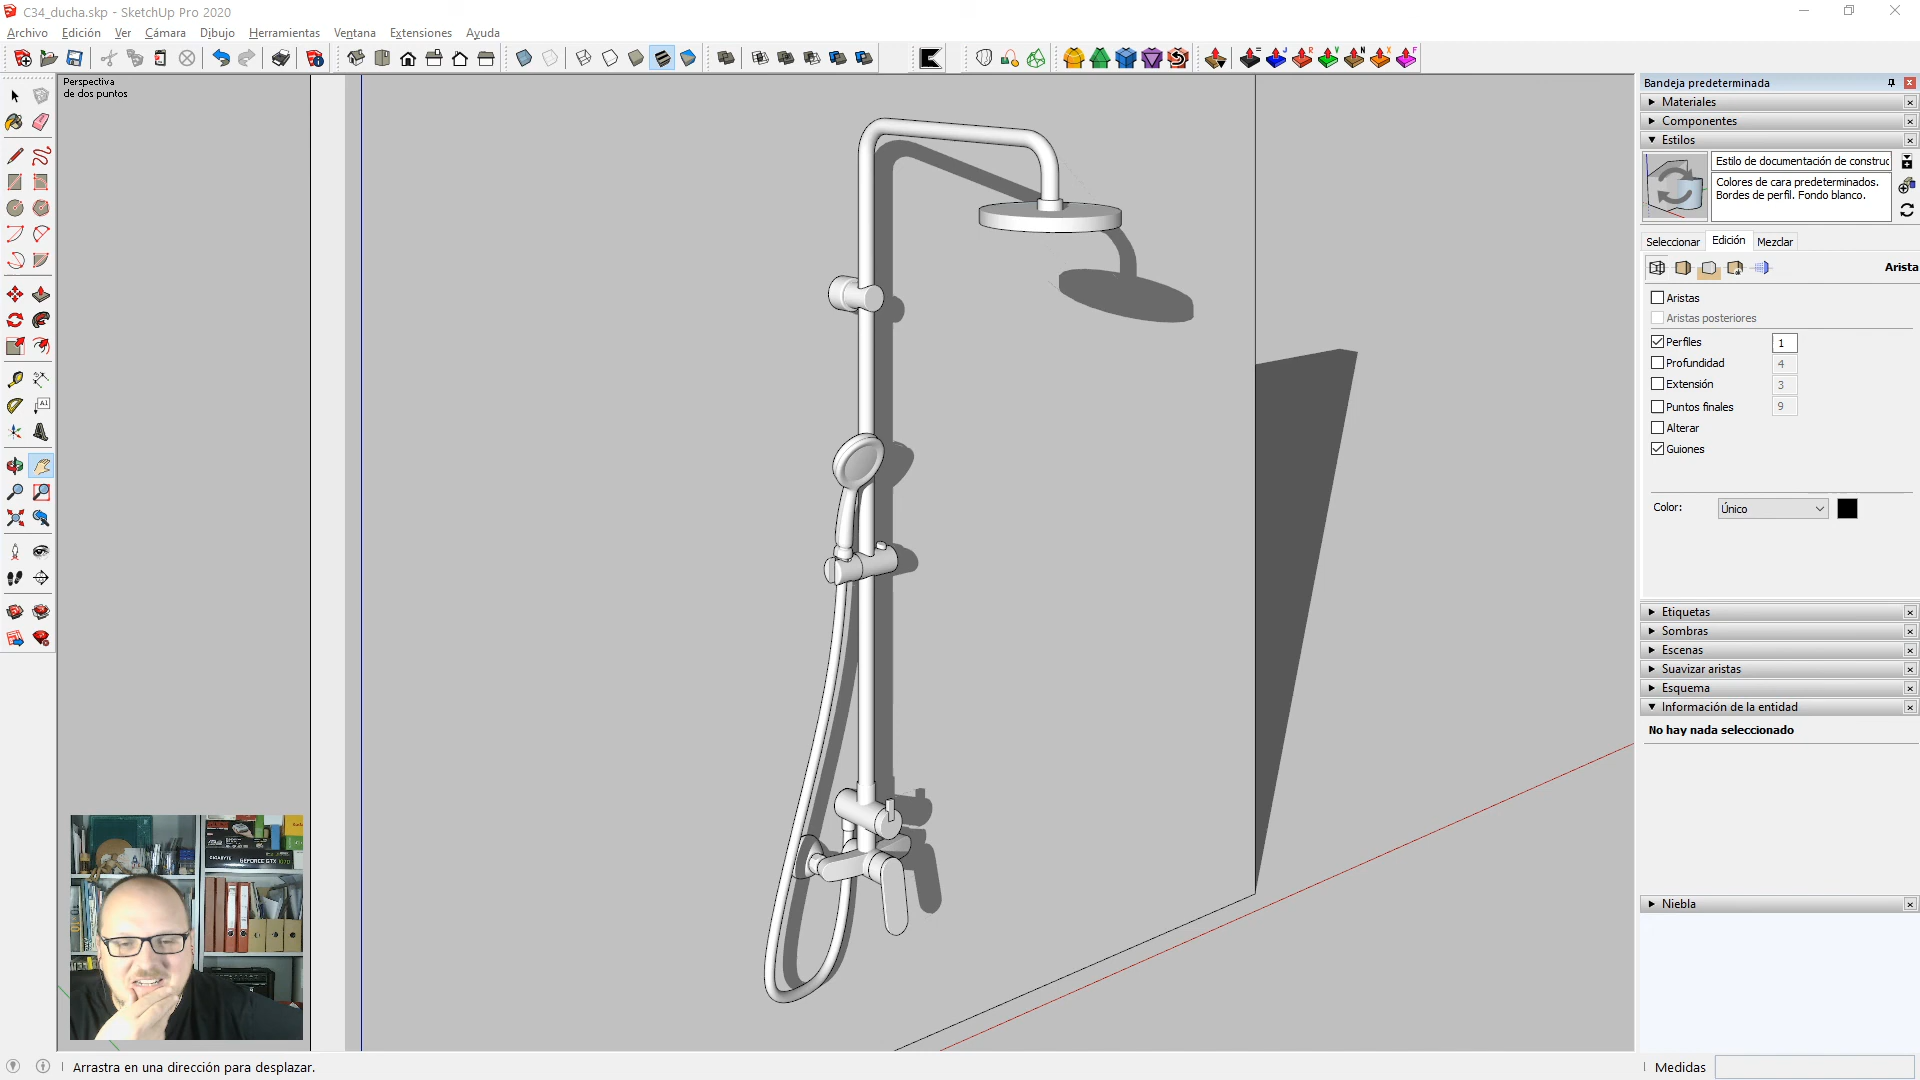 C34_ducha.skp - SketchUp Pro 2020
Archivo Edición Ver Cámara Dibujo Herramientas Ventana Extensiones Ayuda
Perspectiva
de dos puntos
Bandeja predeterminada
Materiales
Componentes
Estilos
Estilo de documentación de construc
Colores de cara predeterminados.
Bordes de perfil. Fondo blanco.
Seleccionar Edición Mezclar
Arista
Aristas
Aristas posteriores
Perfiles 1
Profundidad 4
Extensión 3
Puntos finales 9
Alterar
Guiones
Color: Único
Etiquetas
Sombras
Escenas
Suavizar aristas
Esquema
Información de la entidad
No hay nada seleccionado
Niebla
GIGABYTE GEFORCE GTX 1070
Arrastra en una dirección para desplazar.
Medidas